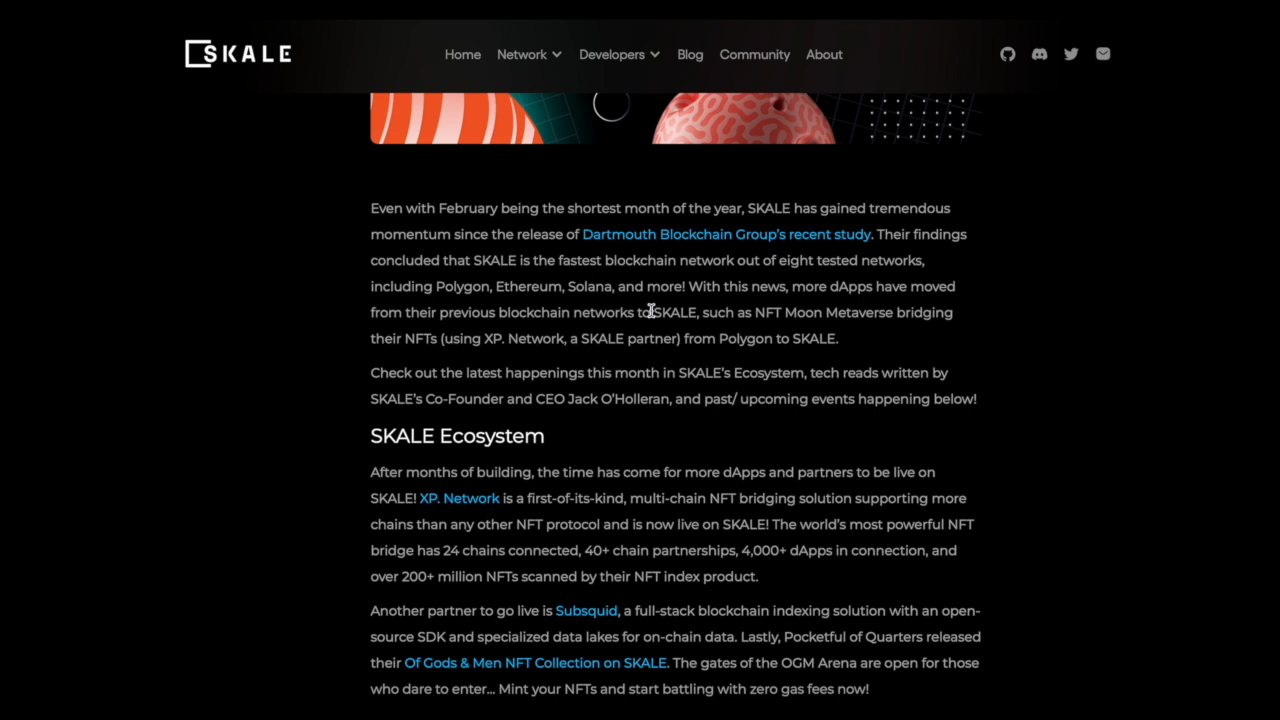 SKALE
Home Network Developers Blog Community About
Even with February being the shortest month of the year, SKALE has gained tremendous
momentum since the release of Dartmouth Blockchain Group’s recent study. Their findings
concluded that SKALE is the fastest blockchain network out of eight tested networks,
including Polygon, Ethereum, Solana, and more! With this news, more dApps have moved
from their previous blockchain networks to SKALE, such as NFT Moon Metaverse bridging
their NFTs (using XP. Network, a SKALE partner) from Polygon to SKALE.
Check out the latest happenings this month in SKALE’s Ecosystem, tech reads written by
SKALE’s Co-Founder and CEO Jack O’Holleran, and past/ upcoming events happening below!
SKALE Ecosystem
After months of building, the time has come for more dApps and partners to be live on
SKALE! XP. Network is a first-of-its-kind, multi-chain NFT bridging solution supporting more
chains than any other NFT protocol and is now live on SKALE! The world’s most powerful NFT
bridge has 24 chains connected, 40+ chain partnerships, 4,000+ dApps in connection, and
over 200+ million NFTs scanned by their NFT index product.
Another partner to go live is Subsquid, a full-stack blockchain indexing solution with an open-
source SDK and specialized data lakes for on-chain data. Lastly, Pocketful of Quarters released
their Of Gods & Men NFT Collection on SKALE. The gates of the OGM Arena are open for those
who dare to enter... Mint your NFTs and start battling with zero gas fees now!